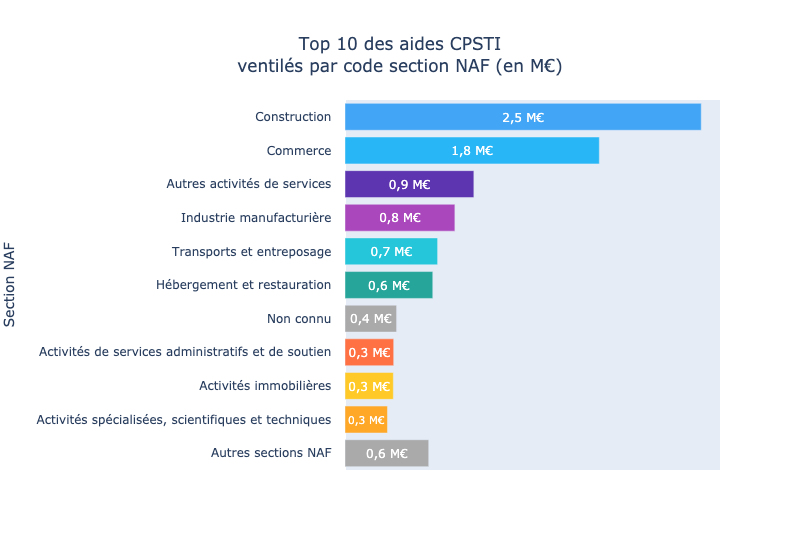 Top 10 des aides CPSTI
ventilés par code section NAF (en M€)
Section NAF
Construction 2,5 M€
Commerce 1,8 M€
Autres activités de services 0,9 M€
Industrie manufacturière 0,8 M€
Transports et entreposage 0,7 M€
Hébergement et restauration 0,6 M€
Non connu 0,4 M€
Activités de services administratifs et de soutien 0,3 M€
Activités immobilières 0,3 M€
Activités spécialisées, scientifiques et techniques 0,3 M€
Autres sections NAF 0,6 M€